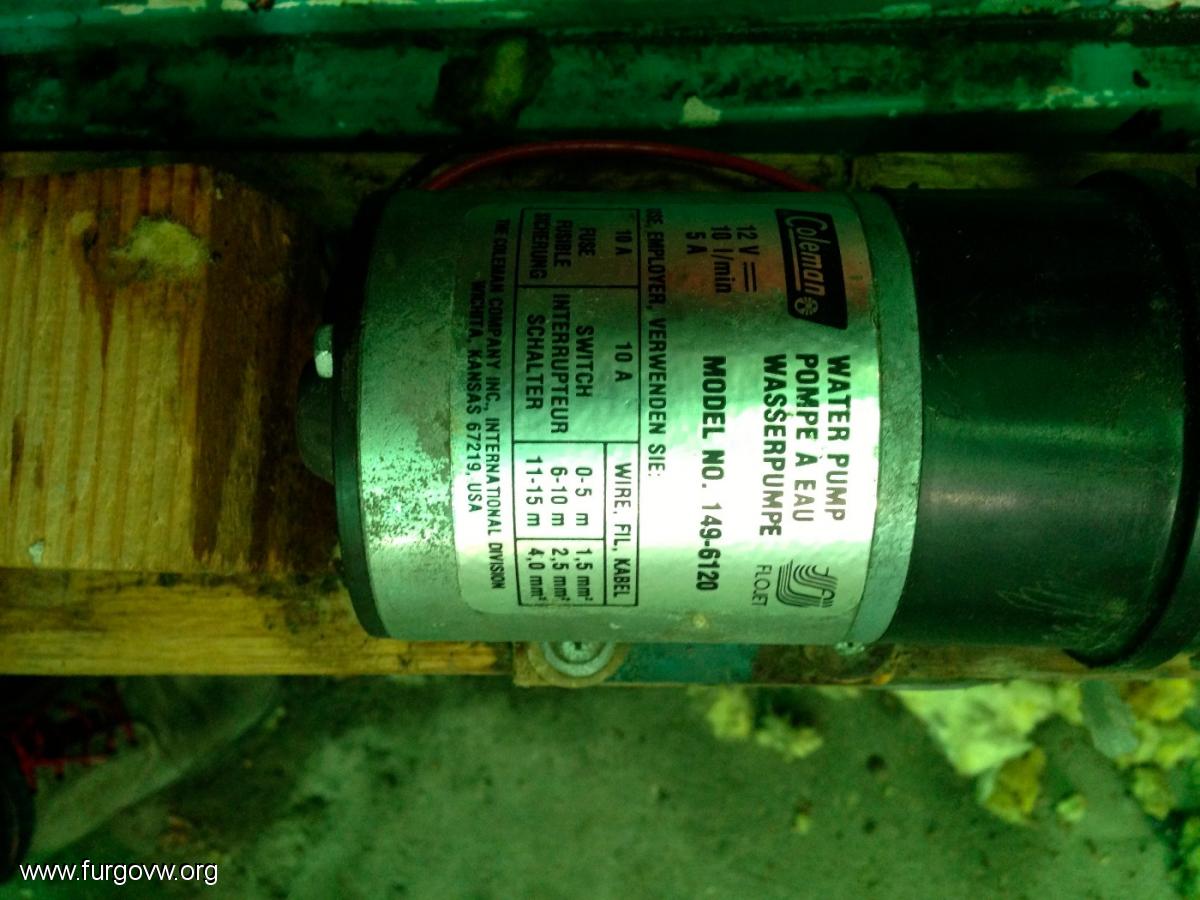 Coleman
WATER PUMP
POMPE À EAU
WASSERPUMPE
FLOJET
12 V
10 l/min
5 A
MODEL NO. 149-6120
EMPLOYER, VERWENDEN SIE:
10 A
10 A
WIRE, FIL, KABEL
FUSE
FUSIBLE
SICHERUNG
SWITCH
INTERRUPTEUR
SCHALTER
0-5 m 1,5 mm²
6-10 m 2,5 mm²
11-15 m 4,0 mm²
THE COLEMAN COMPANY INC., INTERNATIONAL DIVISION
WICHITA, KANSAS 67219, USA
www.furgovw.org